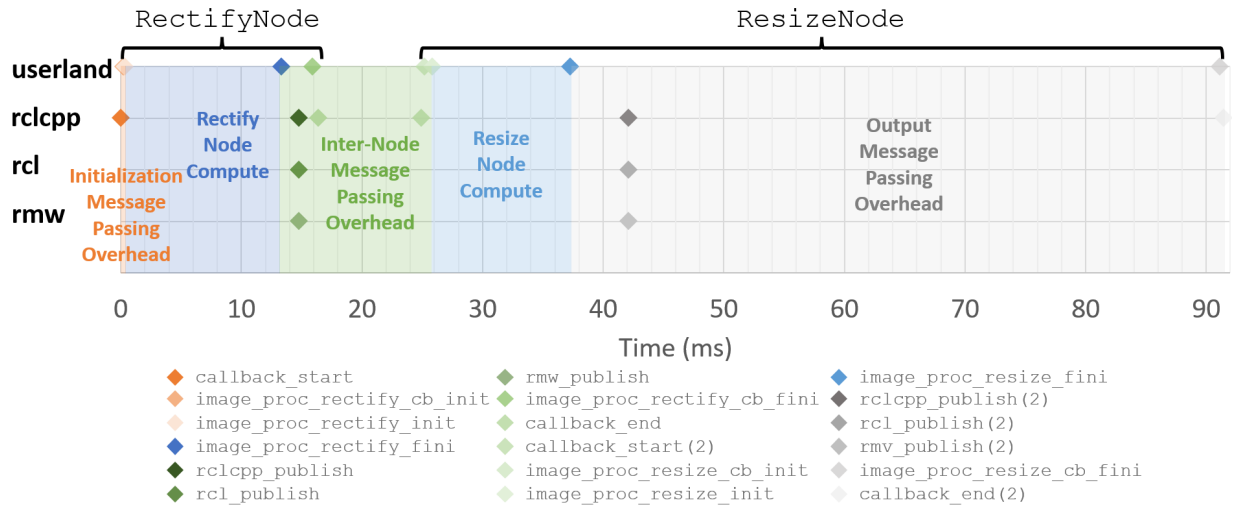 RectifyNode
ResizeNode
userland
rclcpp
rcl
rmw
Initialization
Message
Passing
Overhead
Rectify
Node
Compute
Inter-Node
Message
Passing
Overhead
Resize
Node
Compute
Output
Message
Passing
Overhead
0 10 20 30 40 50 60 70 80 90
Time (ms)
callback_start
image_proc_rectify_cb_init
image_proc_rectify_init
image_proc_rectify_fini
rclcpp_publish
rcl_publish
rmw_publish
image_proc_rectify_cb_fini
callback_end
callback_start(2)
image_proc_resize_cb_init
image_proc_resize_init
image_proc_resize_fini
rclcpp_publish(2)
rcl_publish(2)
rmv_publish(2)
image_proc_resize_cb_fini
callback_end(2)